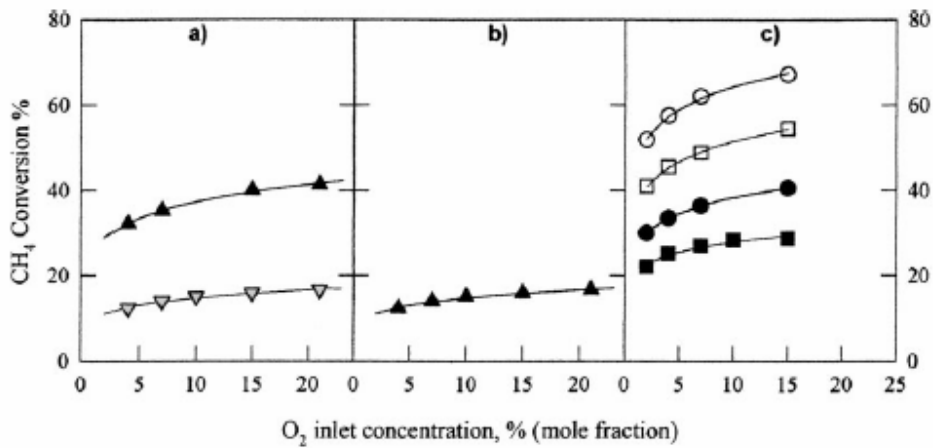 a)
b)
c)
80
60
40
20
0
CH₄ Conversion %
0 5 10 15 20
0 5 10 15 20
0 5 10 15 20 25
80
60
40
20
0
O₂ inlet concentration, % (mole fraction)